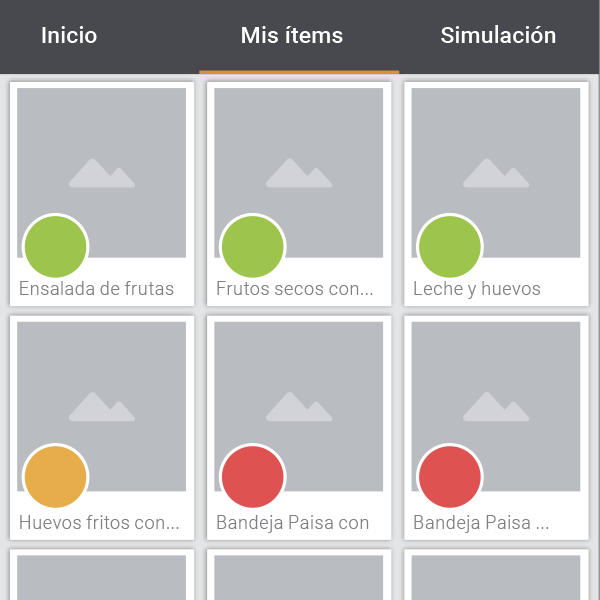 Inicio
Mis ítems
Simulación
Ensalada de frutas
Frutos secos con...
Leche y huevos
Huevos fritos con...
Bandeja Paisa con
Bandeja Paisa ...